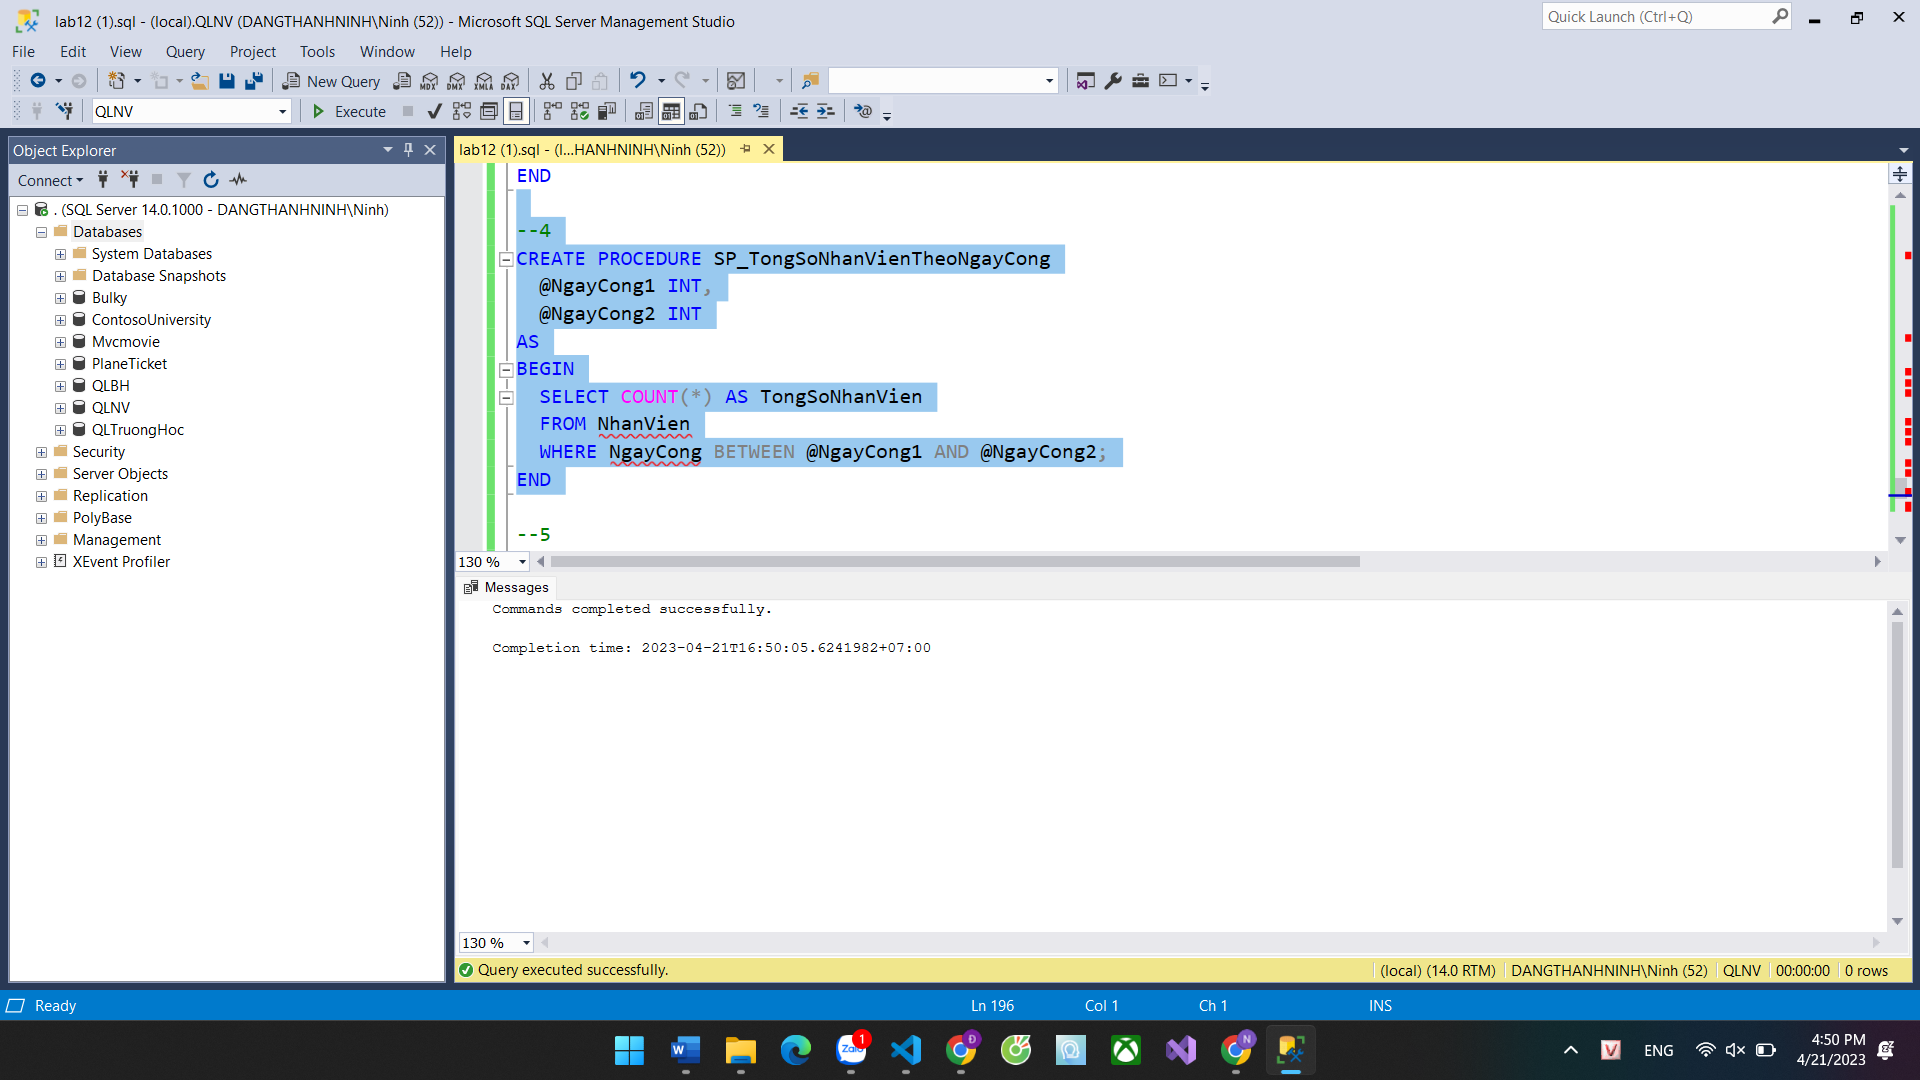 lab12 (1).sql - (local).QLNV (DANGTHANHNINH\Ninh (52)) - Microsoft SQL Server Management Studio
Quick Launch (Ctrl+Q)
File Edit View Query Project Tools Window Help
New Query MDX DMX XMLA DAX
QLNV Execute
Object Explorer
Connect
. (SQL Server 14.0.1000 - DANGTHANHNINH\Ninh)
Databases
System Databases
Database Snapshots
Bulky
ContosoUniversity
Mvcmovie
PlaneTicket
QLBH
QLNV
QLTruongHoc
Security
Server Objects
Replication
PolyBase
Management
XEvent Profiler
lab12 (1).sql - (l...HANHNINH\Ninh (52))
END
--4
CREATE PROCEDURE SP_TongSoNhanVienTheoNgayCong
@NgayCong1 INT,
@NgayCong2 INT
AS
BEGIN
SELECT COUNT(*) AS TongSoNhanVien
FROM NhanVien
WHERE NgayCong BETWEEN @NgayCong1 AND @NgayCong2;
END
--5
130 %
Messages
Commands completed successfully.
Completion time: 2023-04-21T16:50:05.6241982+07:00
130 %
Query executed successfully. (local) (14.0 RTM) DANGTHANHNINH\Ninh (52) QLNV 00:00:00 0 rows
Ready Ln 196 Col 1 Ch 1 INS
Zalo 1 Đ N
V ENG 4:50 PM
4/21/2023